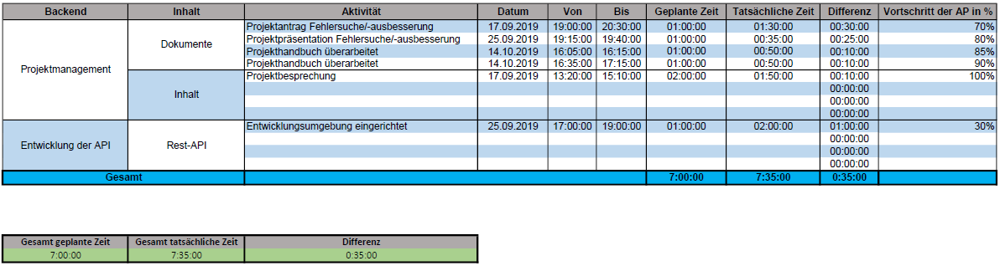 Backend Inhalt Aktivität Datum Von Bis Geplante Zeit Tatsächliche Zeit Differenz Vortschritt der AP in %
Projektmanagement Dokumente Projektantrag Fehlersuche/-ausbesserung 17.09.2019 19:00:00 20:30:00 01:00:00 01:30:00 00:30:00 70%
Projektpräsentation Fehlersuche/-ausbesserung 25.09.2019 19:15:00 19:40:00 01:00:00 00:35:00 00:25:00 80%
Projekthandbuch überarbeitet 14.10.2019 16:05:00 16:15:00 01:00:00 00:50:00 00:10:00 85%
Projekthandbuch überarbeitet 14.10.2019 16:35:00 17:15:00 01:00:00 00:50:00 00:10:00 90%
Inhalt Projektbesprechung 17.09.2019 13:20:00 15:10:00 02:00:00 01:50:00 00:10:00 100%
00:00:00
00:00:00
00:00:00
Entwicklung der API Rest-API Entwicklungsumgebung eingerichtet 25.09.2019 17:00:00 19:00:00 01:00:00 02:00:00 01:00:00 30%
00:00:00
00:00:00
00:00:00
Gesamt 7:00:00 7:35:00 0:35:00
Gesamt geplante Zeit Gesamt tatsächliche Zeit Differenz
7:00:00 7:35:00 0:35:00